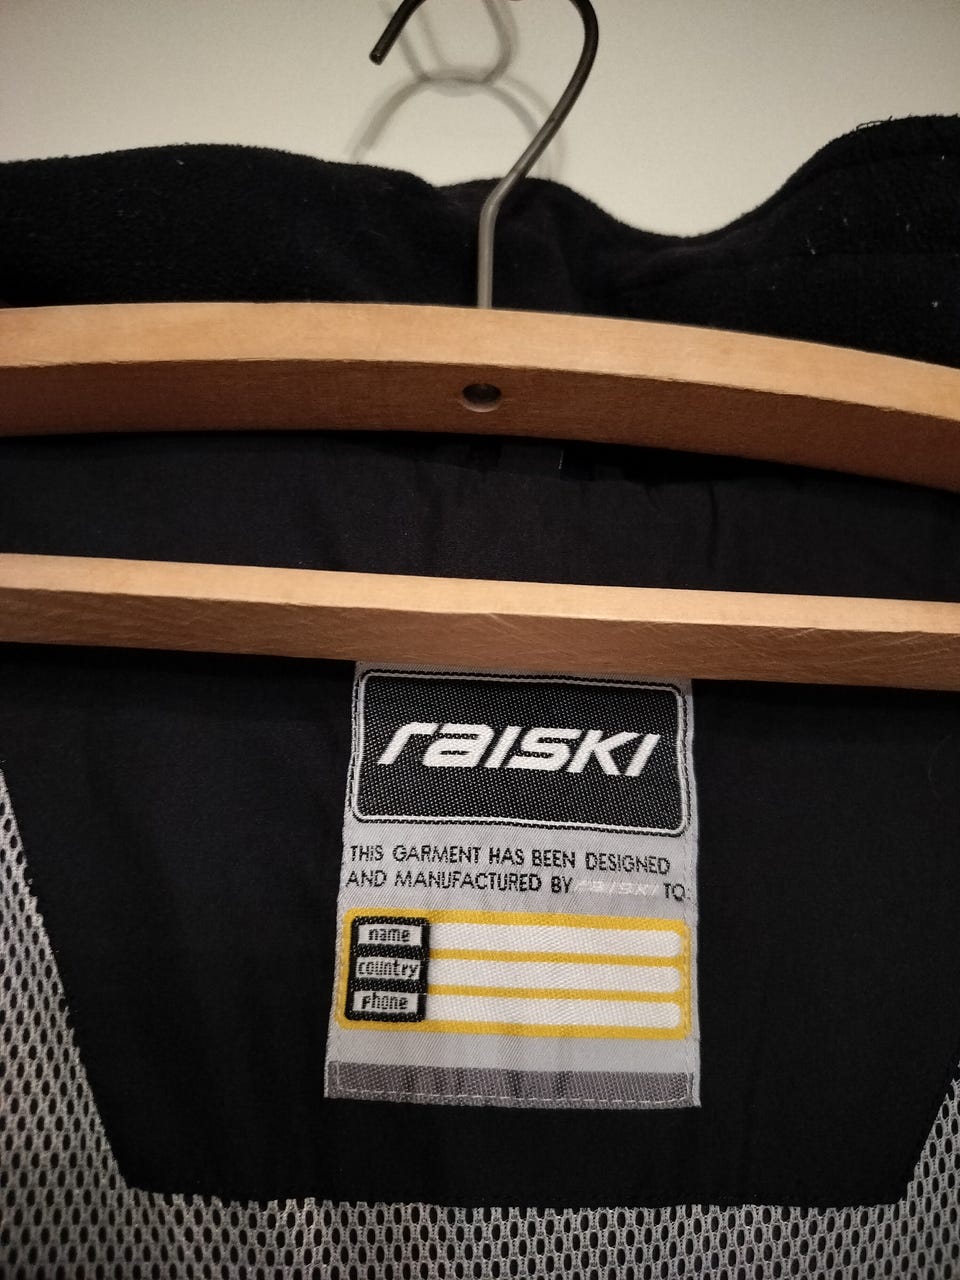 raiski
THIS GARMENT HAS BEEN DESIGNED
AND MANUFACTURED BY raiski TO:
name
country
phone